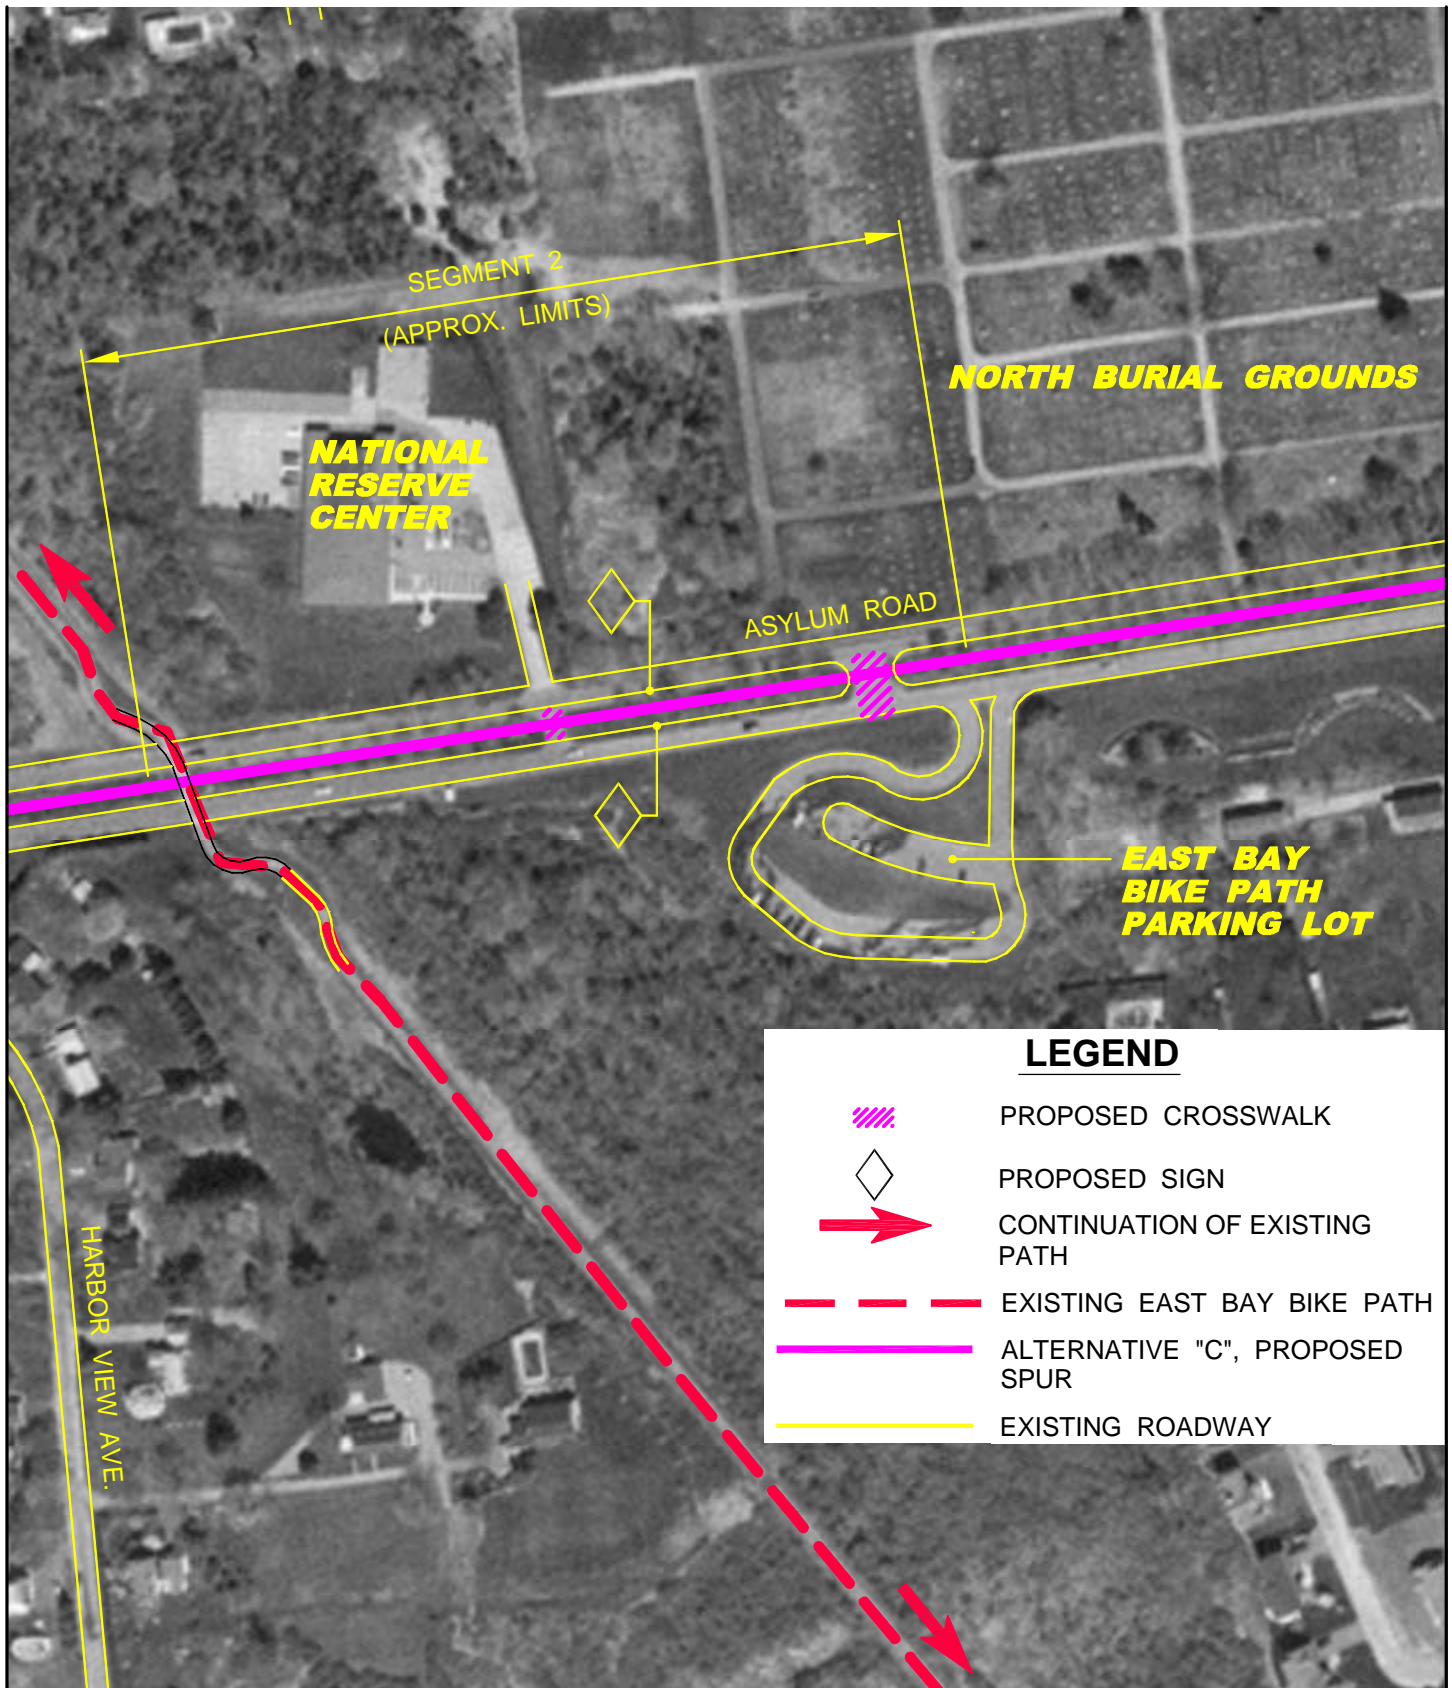 SEGMENT 2
(APPROX. LIMITS)
NORTH BURIAL GROUNDS
NATIONAL
RESERVE
CENTER
ASYLUM ROAD
EAST BAY
BIKE PATH
PARKING LOT
HARBOR VIEW AVE.
LEGEND
PROPOSED CROSSWALK
PROPOSED SIGN
CONTINUATION OF EXISTING
PATH
EXISTING EAST BAY BIKE PATH
ALTERNATIVE "C", PROPOSED
SPUR
EXISTING ROADWAY